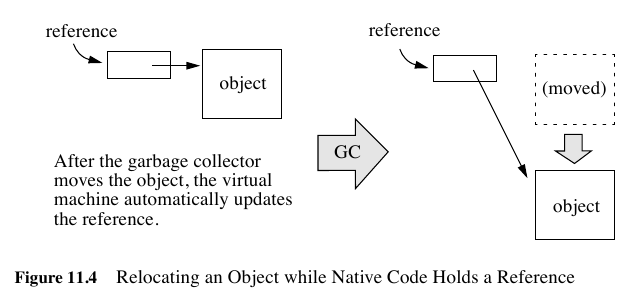 reference
object
After the garbage collector
moves the object, the virtual
machine automatically updates
the reference.
GC
reference
(moved)
object
Figure 11.4 Relocating an Object while Native Code Holds a Reference